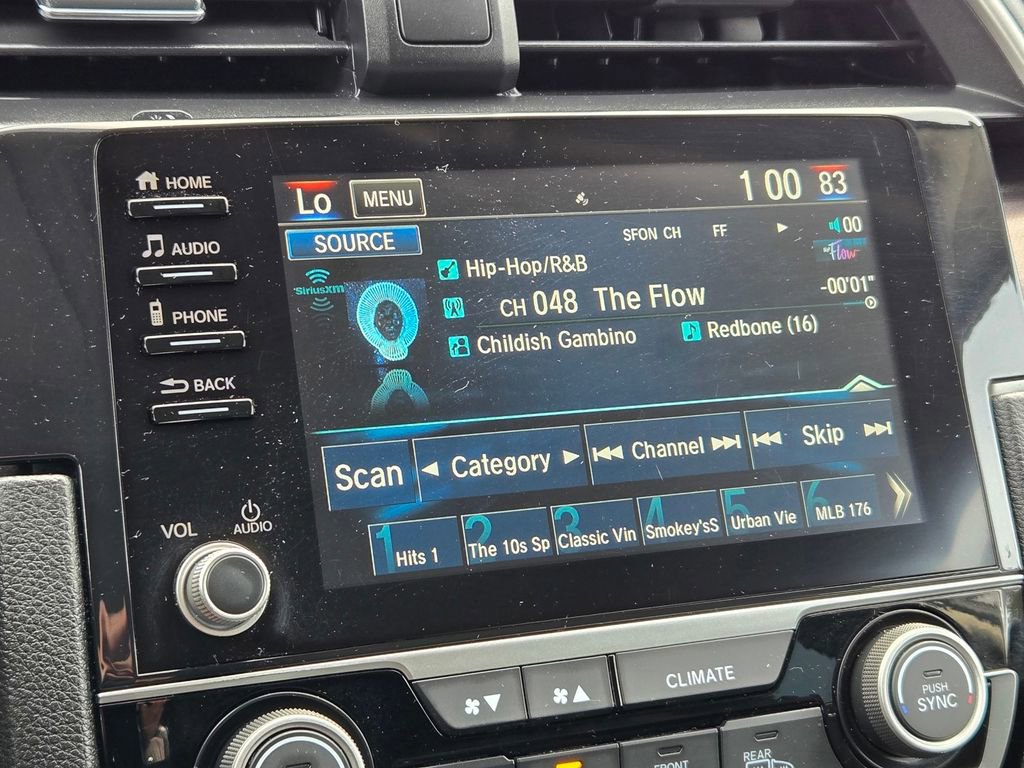 HOME
AUDIO
PHONE
BACK
VOL
AUDIO
Lo
MENU
1 00
83
SOURCE
SFON CH FF
00
SiriusXM
Hip-Hop/R&B
Flow
-00'01"
CH 048 The Flow
Childish Gambino
Redbone (16)
Scan
Category
Channel
Skip
1 Hits 1
2 The 10s Sp
3 Classic Vin
4 Smokey'sS
5 Urban Vie
6 MLB 176
CLIMATE
PUSH
SYNC
FRONT
REAR